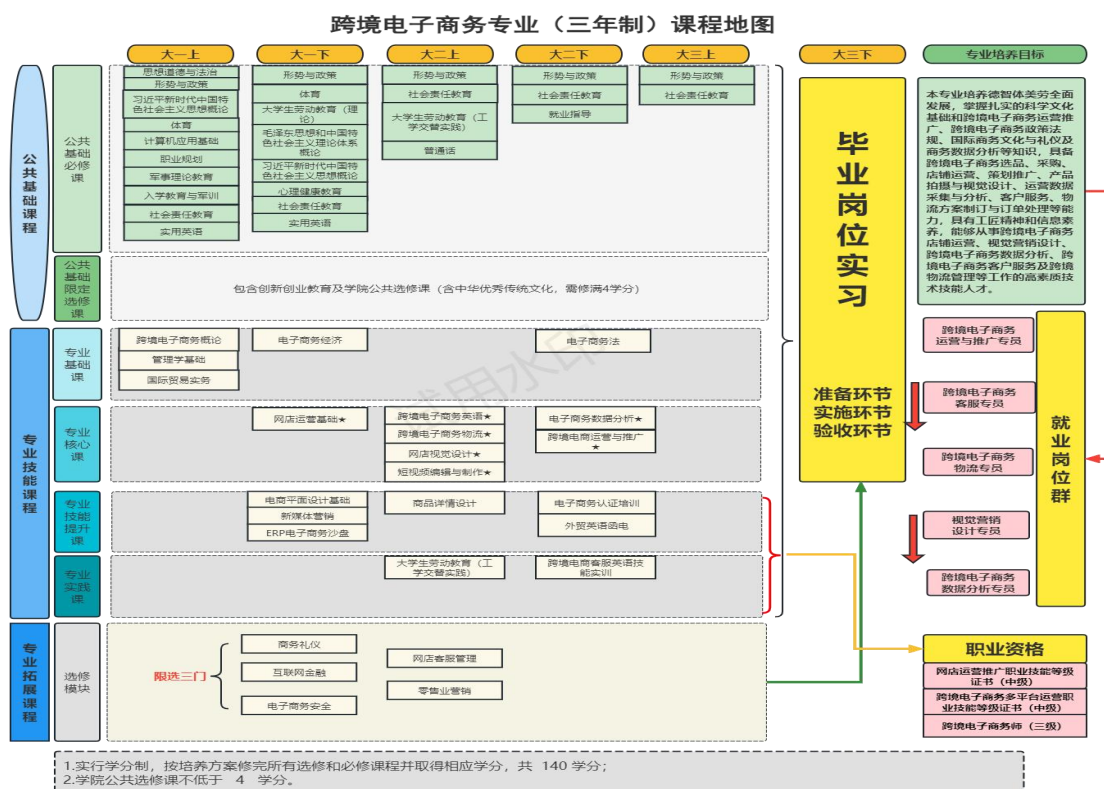 跨境电子商务专业（三年制）课程地图
大一上
大一下
大二上
大二下
大三上
大三下
专业培养目标
公共基础课程
公共
基础
必修
课
思想道德与法治
形势与政策
习近平新时代中国特
色社会主义思想概论
体育
计算机应用基础
职业规划
军事理论教育
入学教育与军训
社会责任教育
实用英语
形势与政策
体育
大学生劳动教育（理
论）
毛泽东思想和中国特
色社会主义理论体系
概论
习近平新时代中国特
色社会主义思想概论
心理健康教育
社会责任教育
实用英语
形势与政策
社会责任教育
大学生劳动教育（工
学交替实践）
普通话
形势与政策
社会责任教育
就业指导
形势与政策
社会责任教育
公共
基础
限定
选修
课
包含创新创业教育及学院公共选修课（含中华优秀传统文化，需修满4学分）
专业技能课程
专业
基础
课
跨境电子商务概论
管理学基础
国际贸易实务
电子商务经济
电子商务法
专业
核心
课
网店运营基础★
跨境电子商务英语★
跨境电子商务物流★
网店视觉设计★
短视频编辑与制作★
电子商务数据分析★
跨境电商运营与推广
★
专业
技能
提升
课
电商平面设计基础
新媒体营销
ERP电子商务沙盘
商品详情设计
电子商务认证培训
外贸英语函电
专业
实践
课
大学生劳动教育（工
学交替实践）
跨境电商客服英语技
能实训
专业拓展课程
选修
模块
限选三门
商务礼仪
互联网金融
电子商务安全
网店客服管理
零售业营销
毕业岗位实习
准备环节
实施环节
验收环节
本专业培养德智体美劳全面
发展，掌握扎实的科学文化
基础和跨境电子商务运营推
广、跨境电子商务政策法
规、国际商务文化与礼仪及
商务数据分析等知识，具备
跨境电子商务选品、采购、
店铺运营、策划推广、产品
拍摄与视觉设计、运营数据
采集与分析、客户服务、物
流方案制订与订单处理等能
力，具有工匠精神和信息素
养，能够从事跨境电子商务
店铺运营、视觉营销设计、
跨境电子商务数据分析、跨
境电子商务客户服务及跨境
物流管理等工作的高素质技
术技能人才。
跨境电子商务
运营与推广专员
跨境电子商务
客服专员
跨境电子商务
物流专员
视觉营销
设计专员
跨境电子商务
数据分析专员
就业岗位群
职业资格
网店运营推广职业技能等级
证书（中级）
跨境电子商务多平台运营职
业技能等级证书（中级）
跨境电子商务师（三级）
试用水印
1.实行学分制，按培养方案修完所有选修和必修课程并取得相应学分，共 140 学分；
2.学院公共选修课不低于 4 学分。